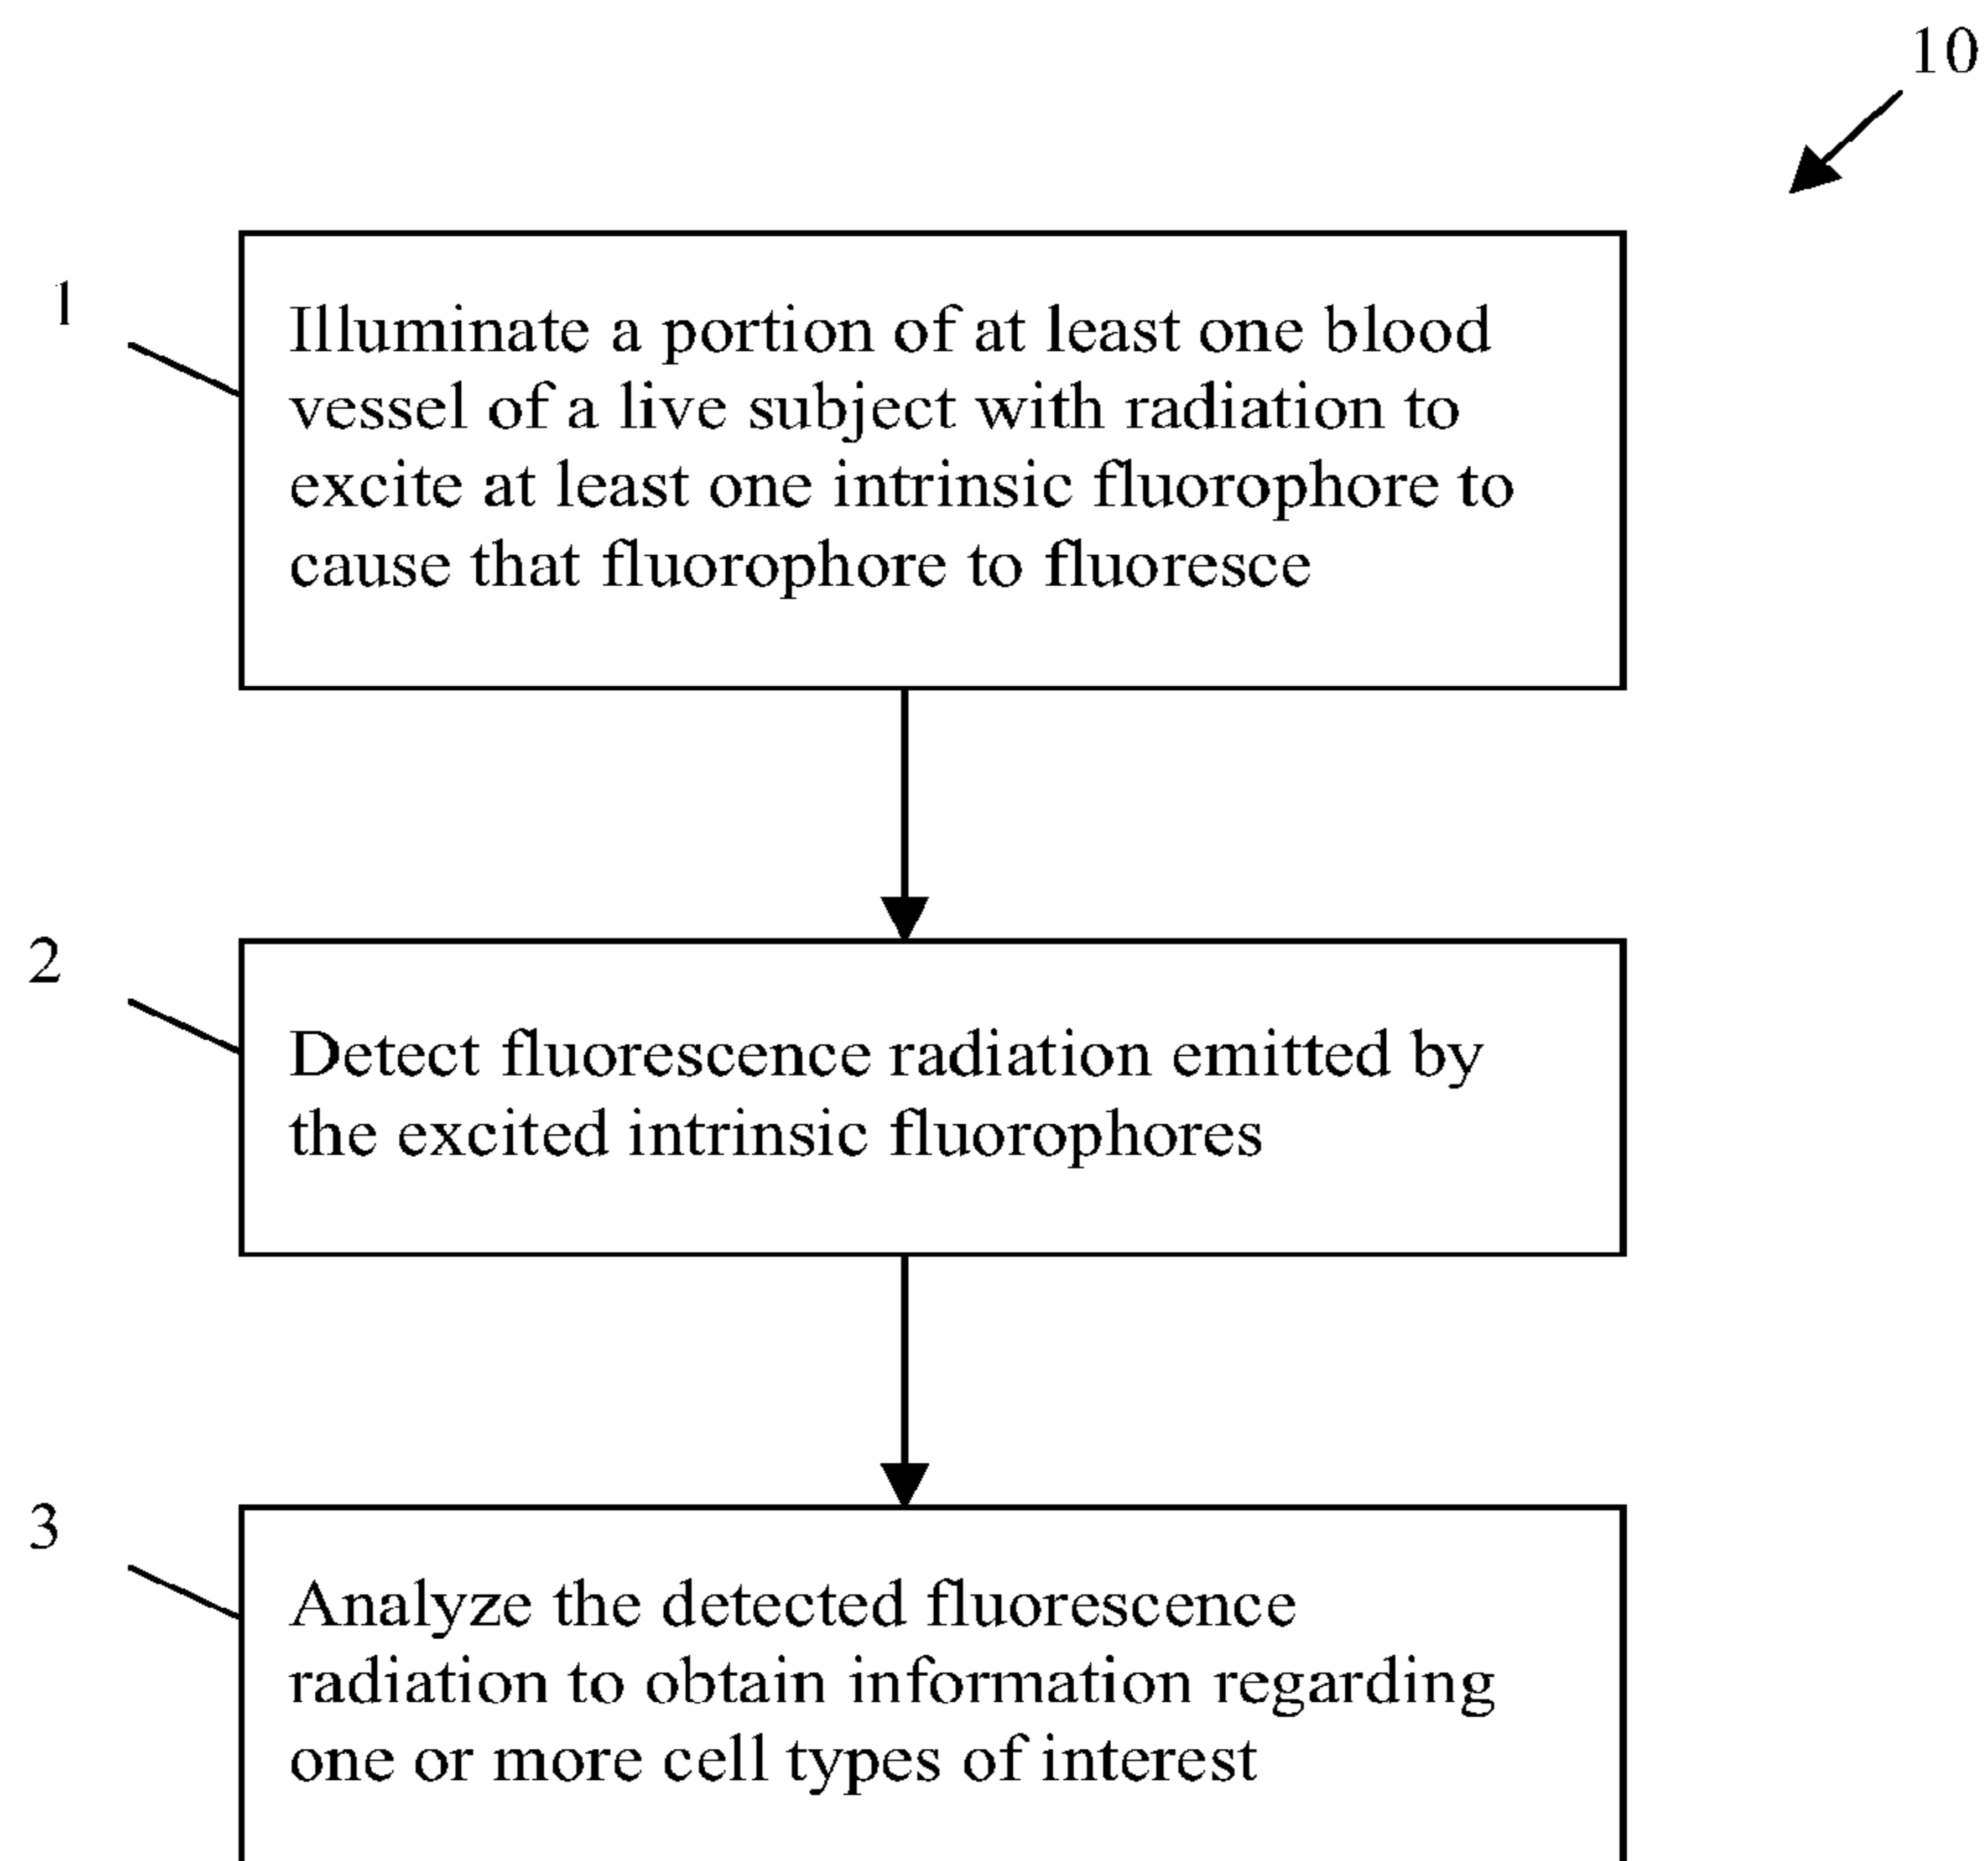 10
1
Illuminate a portion of at least one blood
vessel of a live subject with radiation to
excite at least one intrinsic fluorophore to
cause that fluorophore to fluoresce
2
Detect fluorescence radiation emitted by
the excited intrinsic fluorophores
3
Analyze the detected fluorescence
radiation to obtain information regarding
one or more cell types of interest